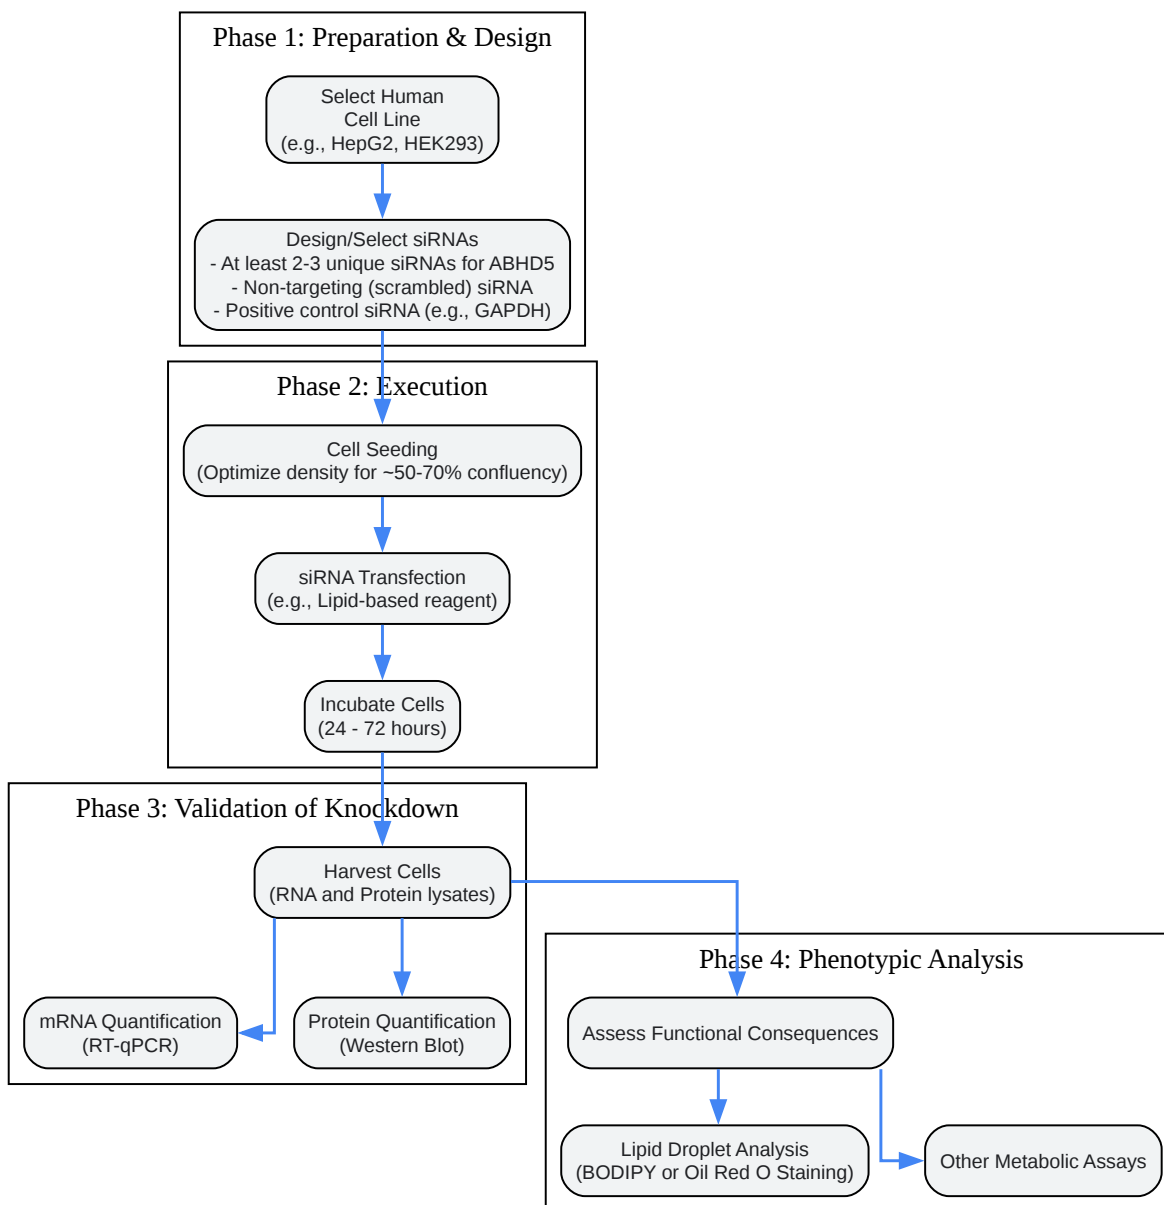 Phase 1: Preparation & Design
Select Human
Cell Line
(e.g., HepG2, HEK293)
Design/Select siRNAs
- At least 2-3 unique siRNAs for ABHD5
- Non-targeting (scrambled) siRNA
- Positive control siRNA (e.g., GAPDH)
Phase 2: Execution
Cell Seeding
(Optimize density for ~50-70% confluency)
siRNA Transfection
(e.g., Lipid-based reagent)
Incubate Cells
(24 - 72 hours)
Phase 3: Validation of Knockdown
Harvest Cells
(RNA and Protein lysates)
mRNA Quantification
(RT-qPCR)
Protein Quantification
(Western Blot)
Phase 4: Phenotypic Analysis
Assess Functional Consequences
Lipid Droplet Analysis
(BODIPY or Oil Red O Staining)
Other Metabolic Assays